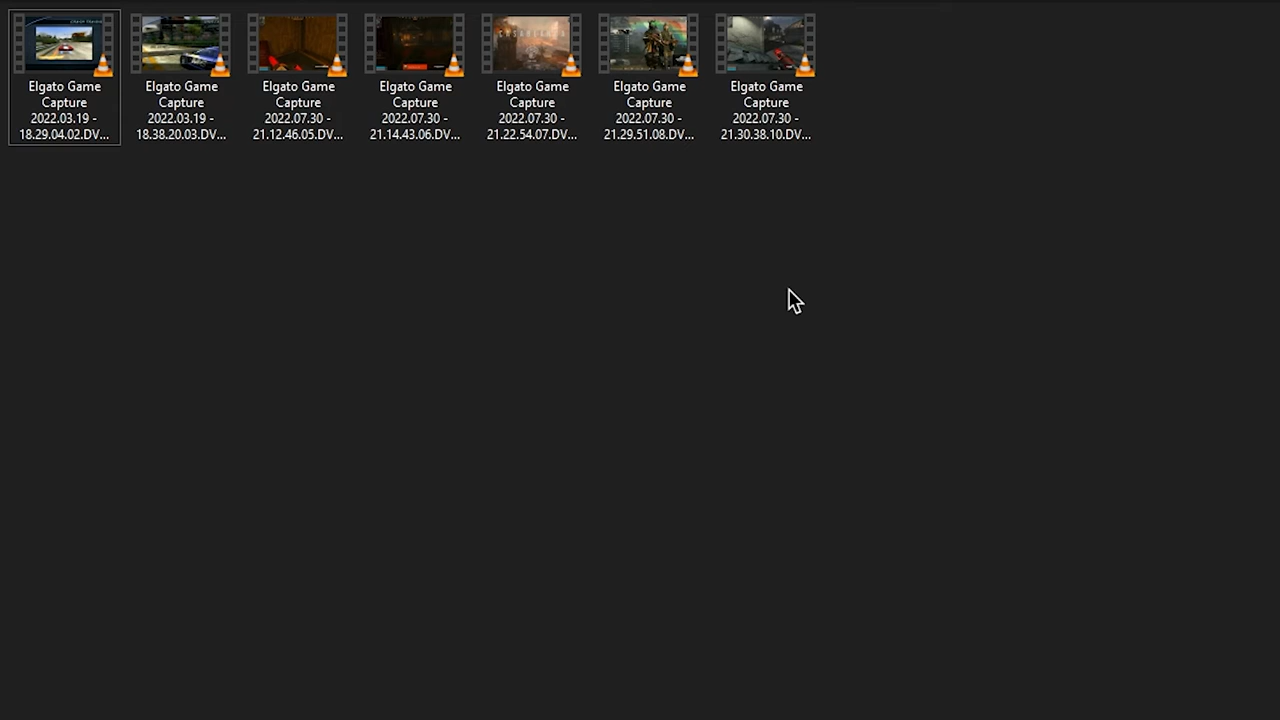 Elgato Game
Capture
2022.03.19 -
18.29.04.02.DV...
Elgato Game
Capture
2022.03.19 -
18.38.20.03.DV...
Elgato Game
Capture
2022.07.30 -
21.12.46.05.DV...
Elgato Game
Capture
2022.07.30 -
21.14.43.06.DV...
CASABLANCA
Elgato Game
Capture
2022.07.30 -
21.22.54.07.DV...
Elgato Game
Capture
2022.07.30 -
21.29.51.08.DV...
Elgato Game
Capture
2022.07.30 -
21.30.38.10.DV...